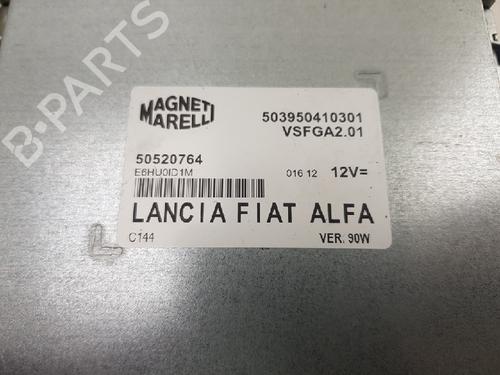 B-PARTS
MAGNETI
MARELLI
503950410301
VSFGA2.01
50520764
E6HU0ID1M
016 12
12V=
LANCIA FIAT ALFA
C144
VER. 90W